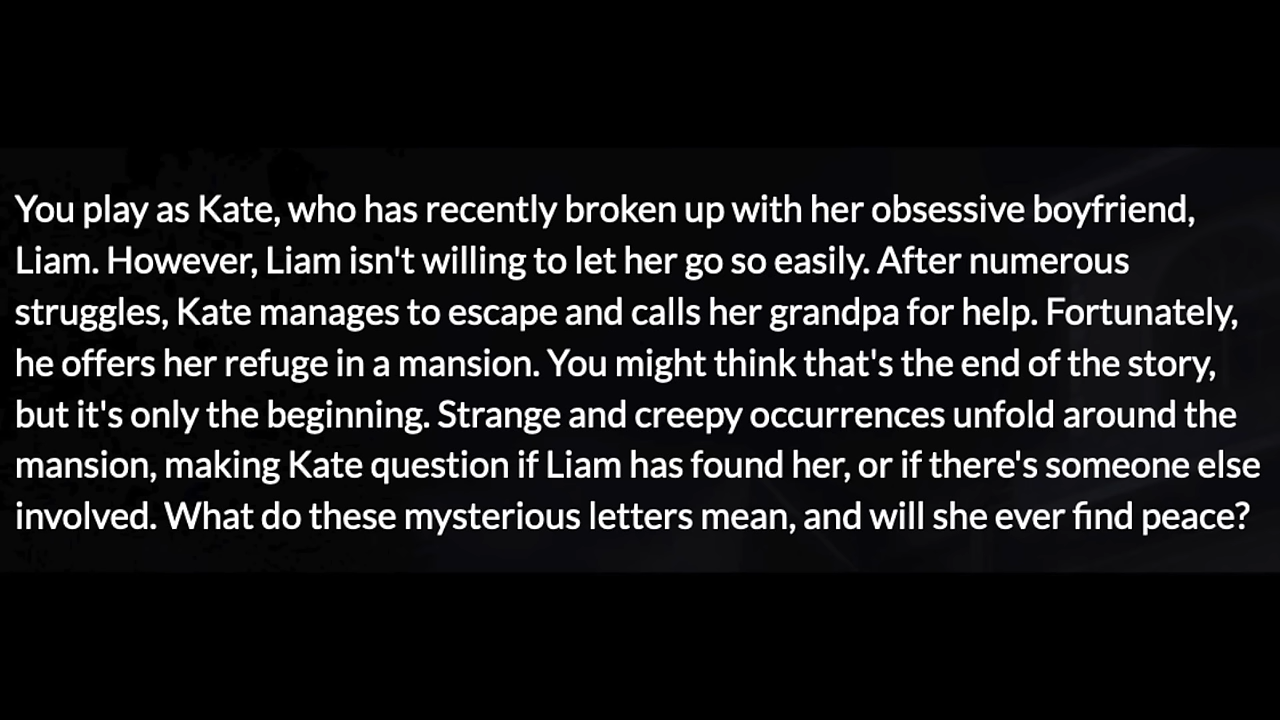 You play as Kate, who has recently broken up with her obsessive boyfriend,
Liam. However, Liam isn't willing to let her go so easily. After numerous
struggles, Kate manages to escape and calls her grandpa for help. Fortunately,
he offers her refuge in a mansion. You might think that's the end of the story,
but it's only the beginning. Strange and creepy occurrences unfold around the
mansion, making Kate question if Liam has found her, or if there's someone else
involved. What do these mysterious letters mean, and will she ever find peace?